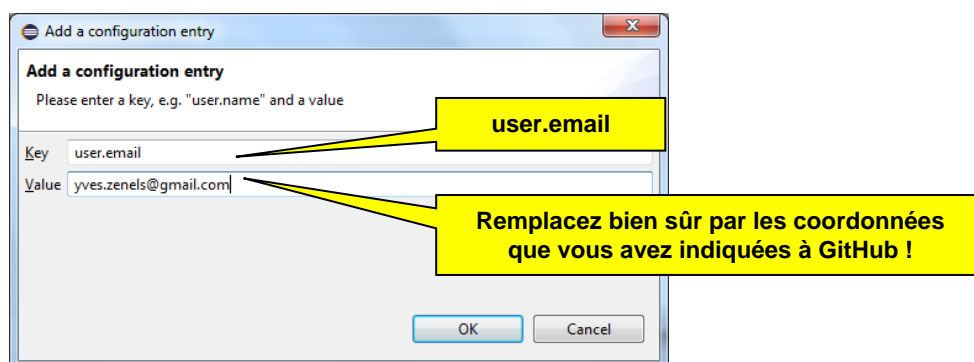 Add a configuration entry
Add a configuration entry
Please enter a key, e.g. "user.name" and a value
user.email
Key user.email
Value yves.zenels@gmail.com
Remplacez bien sûr par les coordonnées
que vous avez indiquées à GitHub !
OK Cancel